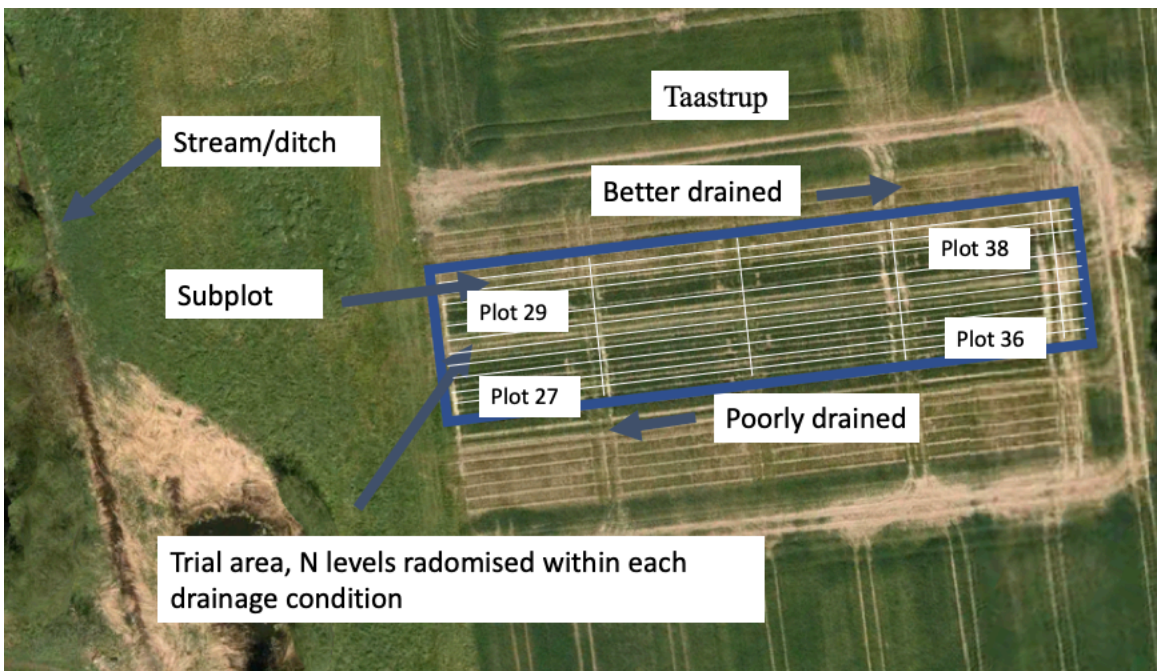 Taastrup
Stream/ditch
Better drained
Plot 38
Subplot
Plot 29
Plot 36
Plot 27
Poorly drained
Trial area, N levels radomised within each
drainage condition